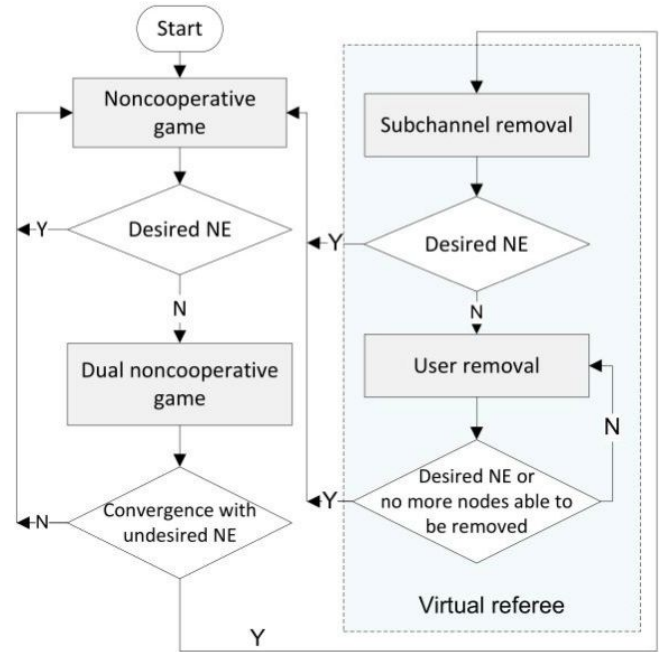 Start
Noncooperative
game
Desired NE
Y
N
Dual noncooperative
game
Convergence with
undesired NE
N
Y
Subchannel removal
Desired NE
Y
N
User removal
N
Desired NE or
no more nodes able to
be removed
Y
Virtual referee